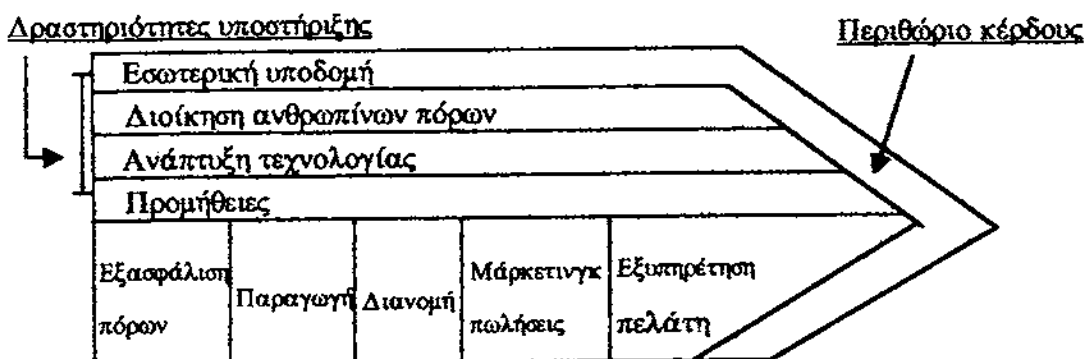 Δραστηριότητες υποστήριξης
Περιθώριο κέρδους
Εσωτερική υποδομή
Διοίκηση ανθρωπίνων πόρων
Ανάπτυξη τεχνολογίας
Προμήθειες
Εξασφάλιση
πόρων
Παραγωγή
Διανομή
Μάρκετινγκ
πωλήσεις
Εξυπηρέτηση
πελάτη